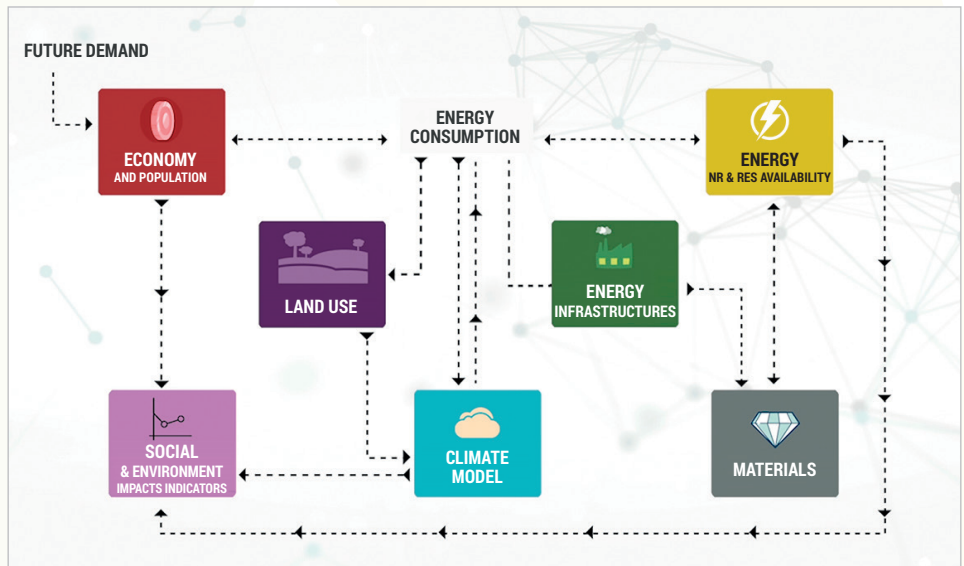 FUTURE DEMAND
ECONOMY
AND POPULATION
ENERGY
CONSUMPTION
ENERGY
NR & RES AVAILABILITY
LAND USE
ENERGY
INFRASTRUCTURES
SOCIAL
& ENVIRONMENT
IMPACTS INDICATORS
CLIMATE
MODEL
MATERIALS